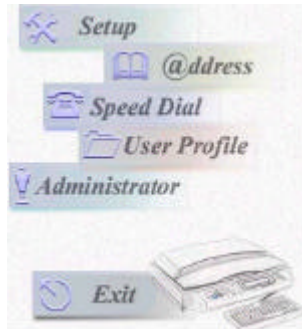 Setup
@ddress
Speed Dial
User Profile
Administrator
Exit